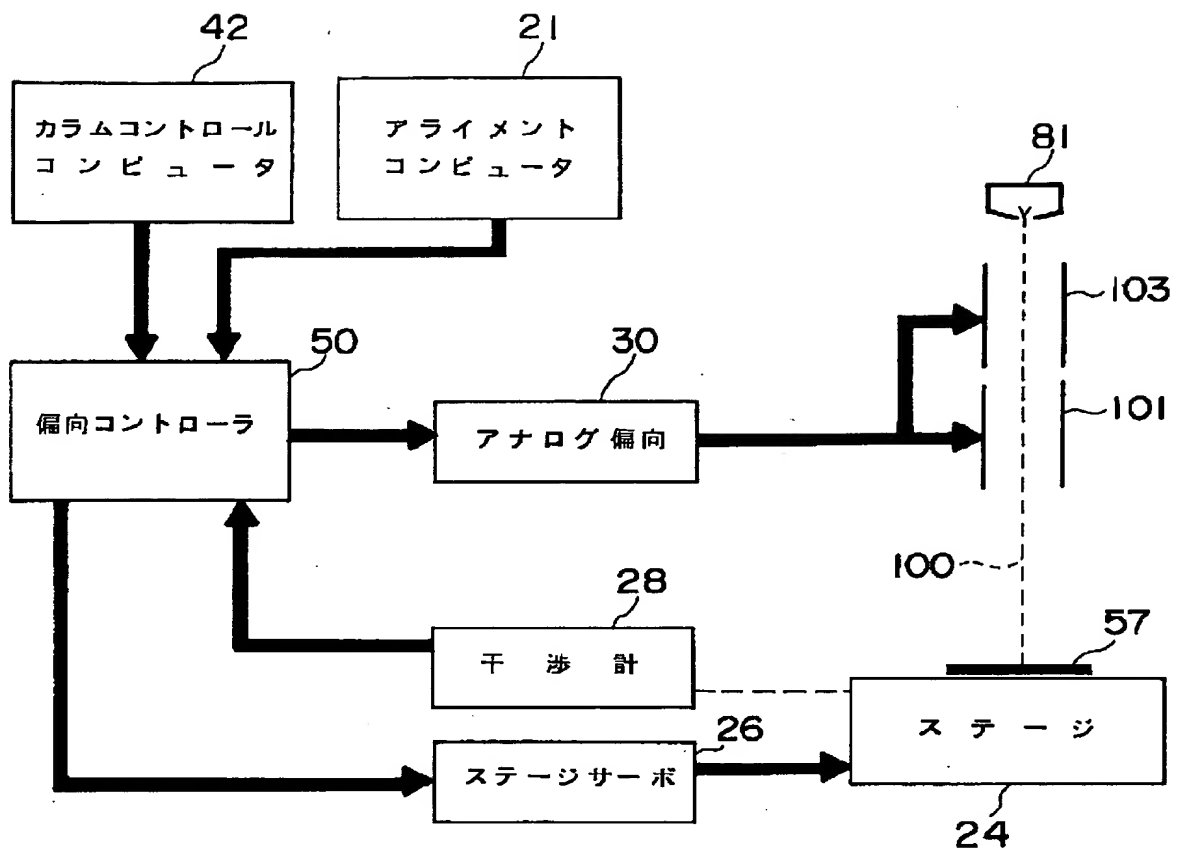 42
21
カラムコントロール
コンピュータ
アライメント
コンピュータ
81
103
50
30
偏向コントローラ
アナログ偏向
101
100
28
57
干渉計
ステージ
26
ステージサーボ
24